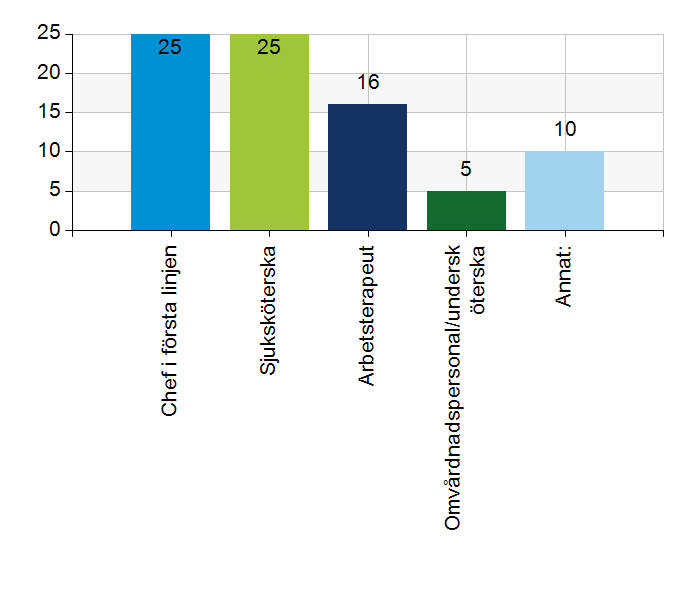 25
20
15
10
5
0
25
25
16
5
10
Chef i första linjen
Sjuksköterska
Arbetsterapeut
Omvårdnadspersonal/undersk
öterska
Annat: